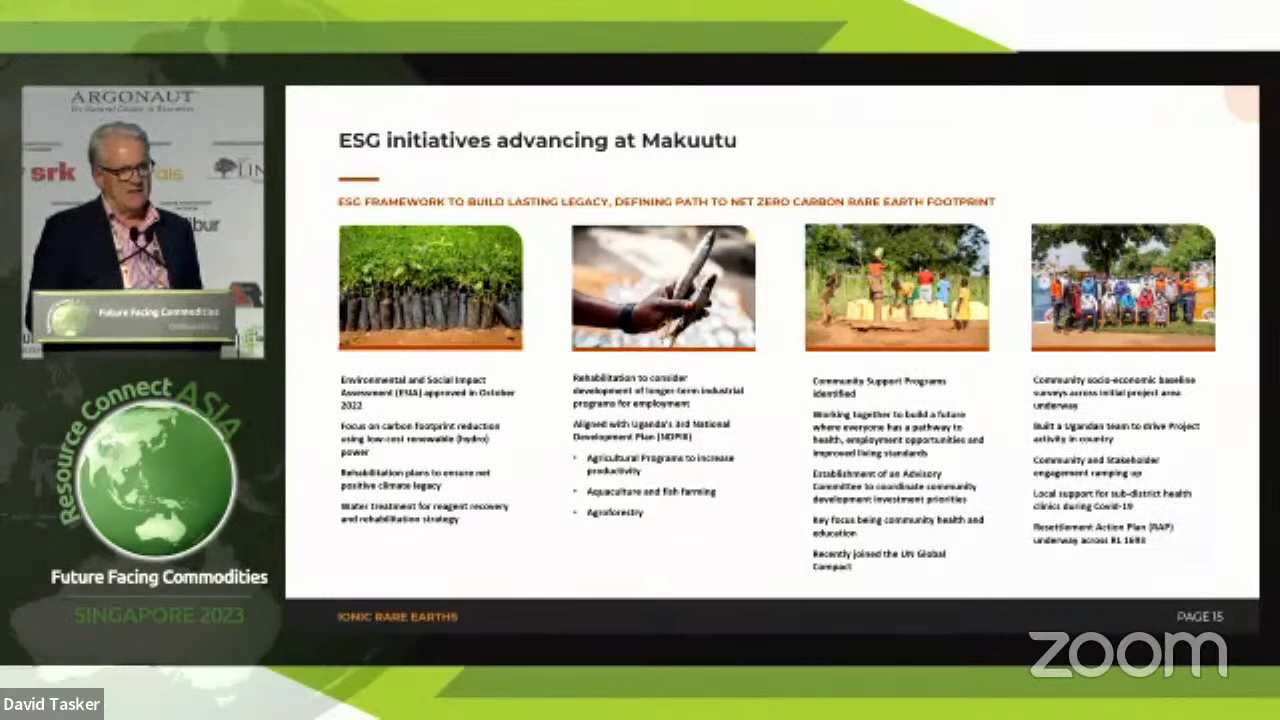 ARGONAUT
srk
als
Resource Connect ASIA
Future Facing Commodities
SINGAPORE 2023
Future Facing Commodities
ESG initiatives advancing at Makuutu
ESG FRAMEWORK TO BUILD LASTING LEGACY, DEFINING PATH TO NET ZERO CARBON RARE EARTH FOOTPRINT
Environmental and Social Impact
Assessment (ESIA) approved in October
2022
Focus on carbon footprint reduction
using low-cost renewable (hydro)
power
Rehabilitation plans to ensure net
positive climate legacy
Water treatment for reagent recovery
and rehabilitation strategy
Rehabilitation to consider
development of longer-term industrial
programs for employment
Aligned with Uganda's 3rd National
Development Plan (NDPIII)
• Agricultural Programs to increase
productivity
• Aquaculture and fish farming
• Agroforestry
Community Support Programs
identified
Working together to build a future
where everyone has a pathway to
health, employment opportunities and
improved living standards
Establishment of an Advisory
Committee to coordinate community
development investment priorities
Key focus being community health and
education
Recently joined the UN Global
Compact
Community socio-economic baseline
surveys across initial project area
underway
Built a Ugandan team to drive Project
activity in country
Community and Stakeholder
engagement ramping up
Local support for sub-district health
clinics during Covid-19
Resettlement Action Plan (RAP)
underway across RL 1693
IONIC RARE EARTHS
PAGE 15
zoom
David Tasker